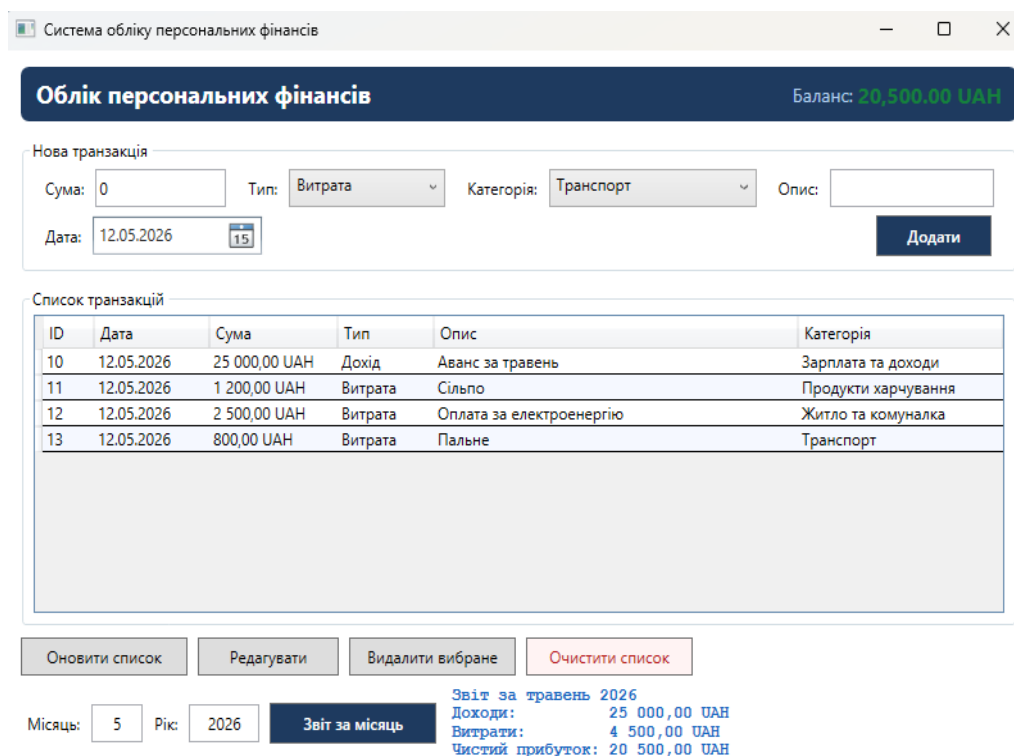 Система обліку персональних фінансів
Облік персональних фінансів Баланс: 20,500.00 UAH
Нова транзакція
Сума: 0 Тип: Витрата Категорія: Транспорт Опис:
Дата: 12.05.2026 15 Додати
Список транзакцій
ID Дата Сума Тип Опис Категорія
10 12.05.2026 25 000,00 UAH Дохід Аванс за травень Зарплата та доходи
11 12.05.2026 1 200,00 UAH Витрата Сільпо Продукти харчування
12 12.05.2026 2 500,00 UAH Витрата Оплата за електроенергію Житло та комуналка
13 12.05.2026 800,00 UAH Витрата Пальне Транспорт
Оновити список Редагувати Видалити вибране Очистити список
Місяць: 5 Рік: 2026 Звіт за місяць
Звіт за травень 2026
Доходи: 25 000,00 UAH
Витрати: 4 500,00 UAH
Чистий прибуток: 20 500,00 UAH